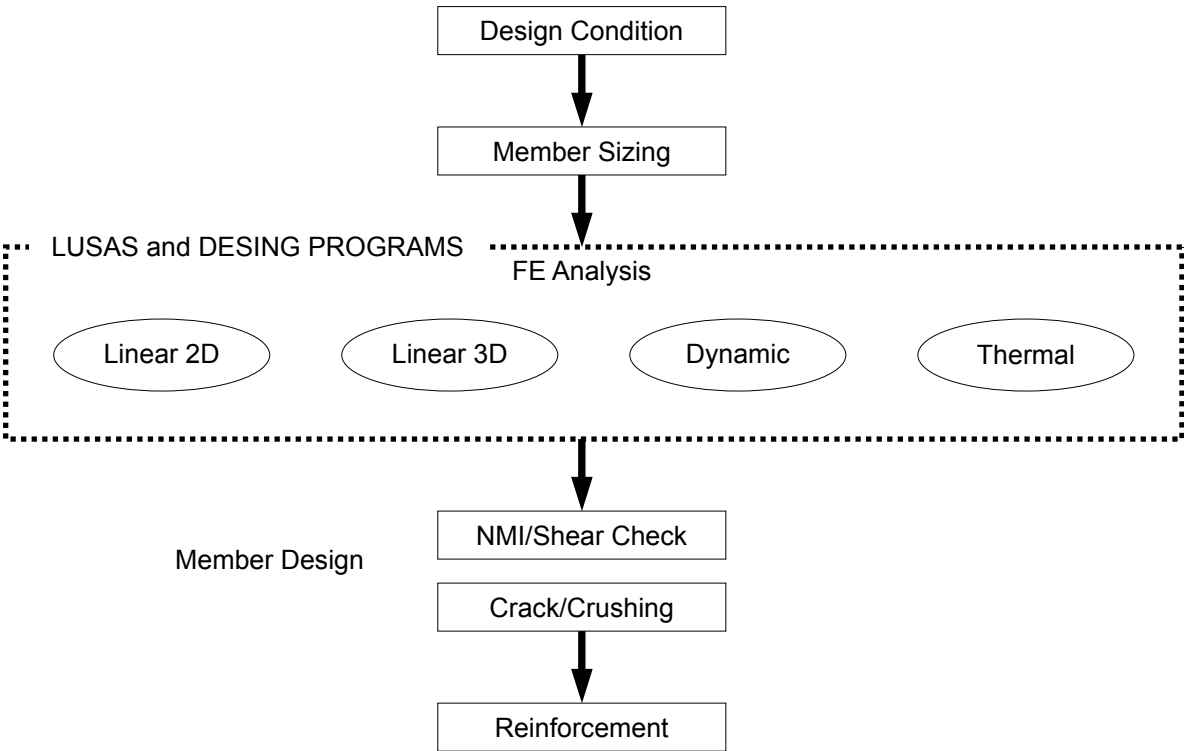 Design Condition
Member Sizing
LUSAS and DESING PROGRAMS
FE Analysis
Linear 2D
Linear 3D
Dynamic
Thermal
NMI/Shear Check
Member Design
Crack/Crushing
Reinforcement